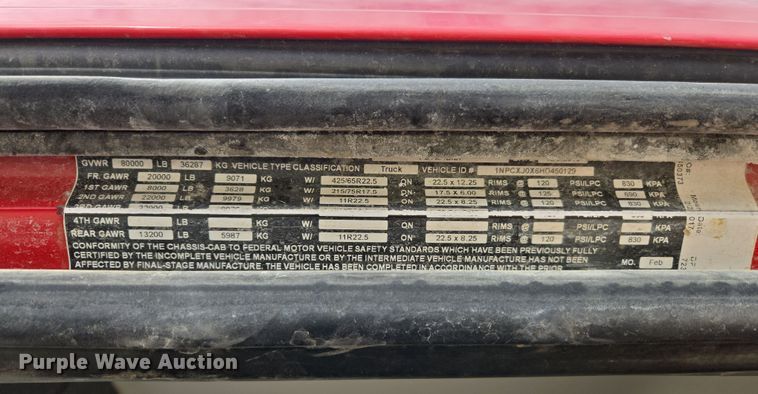 GVWR 80000 LB 36287 KG VEHICLE TYPE CLASSIFICATION Truck VEHICLE ID # 1NPCXJ0X6HD450129
FR. GAWR 20000 LB 9071 KG W/ 425/65R22.5 ON 22.5 x 12.25 RIMS @ 120 PSI/LPC 830 KPA
1ST GAWR 8000 LB 3628 KG W/ 215/75R17.5 ON 17.5 x 6.00 RIMS @ 125 PSI/LPC KPA
2ND GAWR 22000 LB 9979 KG W/ 11R22.5 ON 22.5 x 8.25 RIMS @ 120 PSI/LPC 830 KPA
4TH GAWR LB KG W/ ON RIMS @ PSI/LPC KPA
REAR GAWR 13200 LB 5987 KG W/ 11R22.5 ON 22.5 x 8.25 RIMS @ 120 PSI/LPC 830 KPA
CONFORMITY OF THE CHASSIS-CAB TO FEDERAL MOTOR VEHICLE SAFETY STANDARDS WHICH HAVE BEEN PREVIOUSLY FULLY
CERTIFIED BY THE INCOMPLETE VEHICLE MANUFACTURER OR BY THE INTERMEDIATE VEHICLE MANUFACTURE, HAS NOT BEEN
AFFECTED BY FINAL-STAGE MANUFACTURE. THE VEHICLE HAS BEEN COMPLETED IN ACCORDANCE WITH THE PRIOR
MO. Feb
Purple Wave Auction